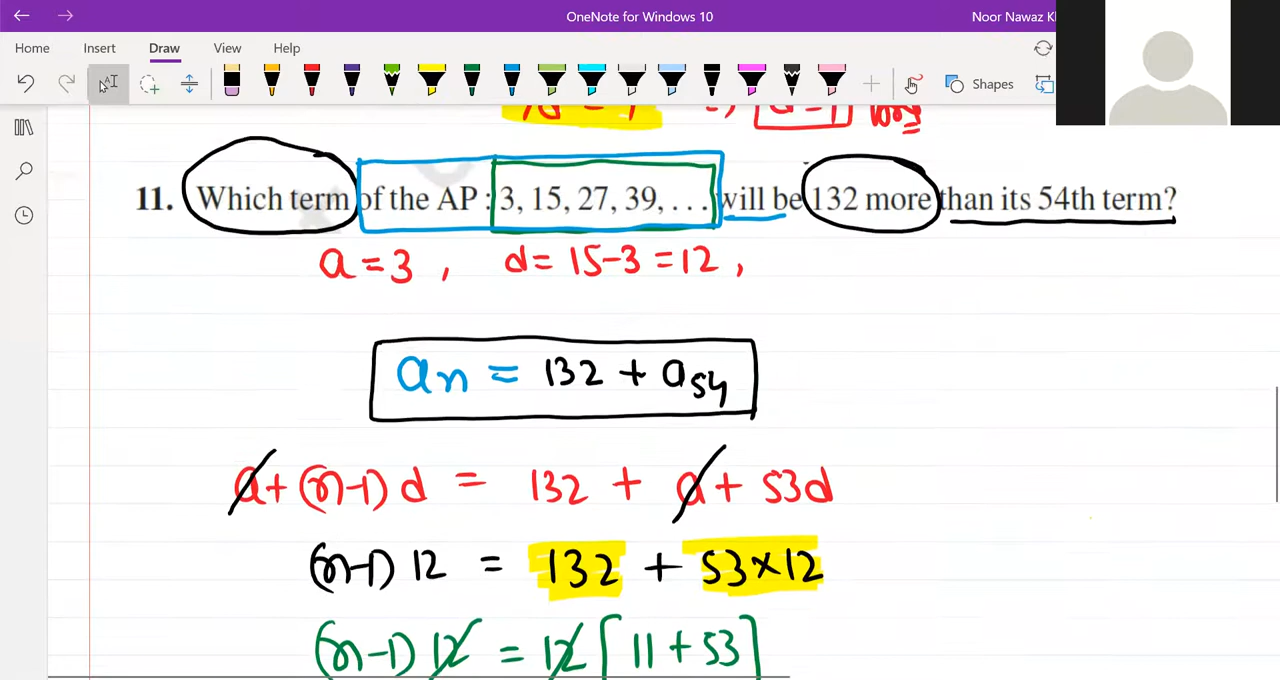 OneNote for Windows 10
Noor Nawaz Kh
Home Insert Draw View Help
Shapes
11. Which term of the AP : 3, 15, 27, 39, . . . will be 132 more than its 54th term?
a = 3 , d = 15-3 = 12 ,
an = 132 + a54
a + (n-1) d = 132 + a + 53d
(n-1) 12 = 132 + 53×12
(n-1) 12 = 12 [ 11 + 53 ]